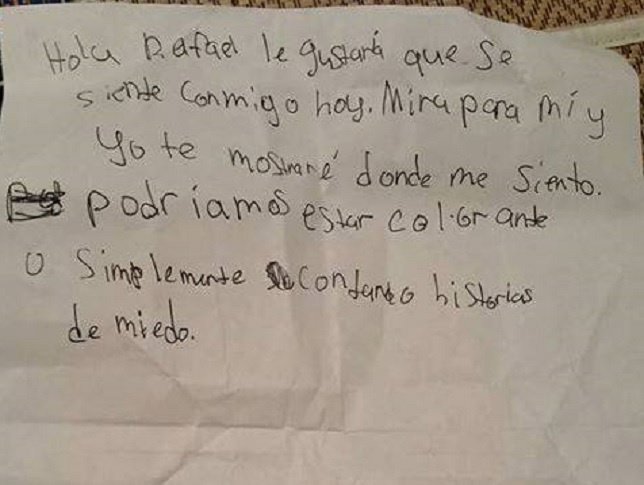 Hola Rafael le gustará que se
siente conmigo hoy. Mira para mí y
Yo te mostraré donde me siento.
podriamos estar colorante
o Simplemente contando historias
de miedo.